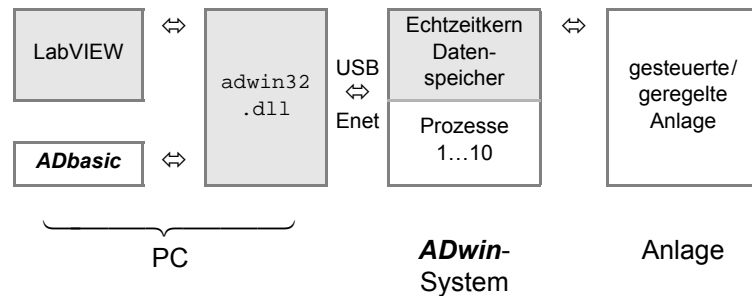 LabVIEW
⇔
ADbasic
⇔
adwin32
.dll
USB
⇔
Enet
Echtzeitkern
Daten-
speicher
Prozesse
1…10
⇔
gesteuerte/
geregelte
Anlage
PC
ADwin-
System
Anlage